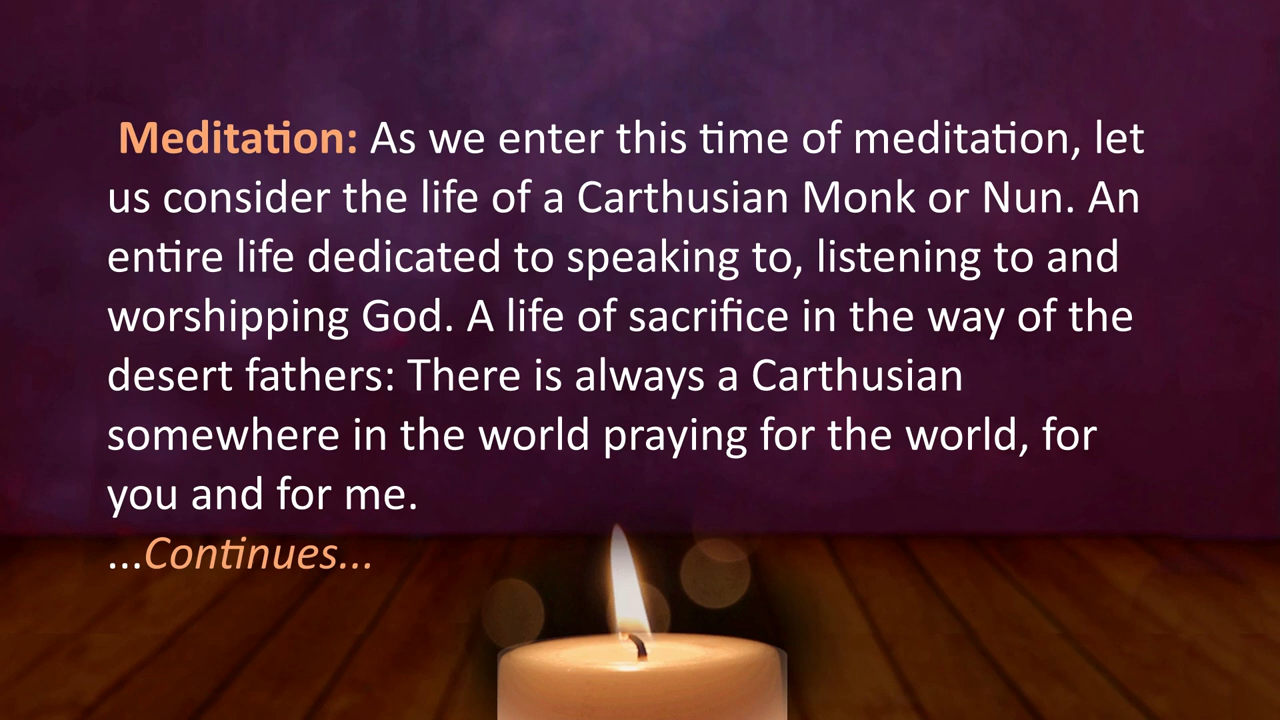 Meditation: As we enter this time of meditation, let
us consider the life of a Carthusian Monk or Nun. An
entire life dedicated to speaking to, listening to and
worshipping God. A life of sacrifice in the way of the
desert fathers: There is always a Carthusian
somewhere in the world praying for the world, for
you and for me.
...Continues...